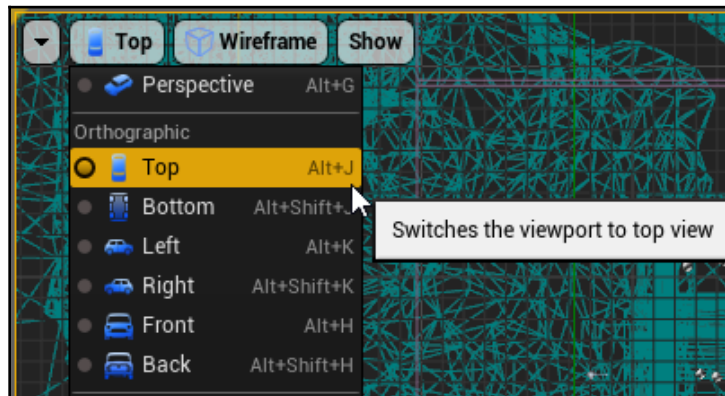 Top Wireframe Show
Perspective Alt+G
Orthographic
Top Alt+J
Bottom Alt+Shift+J
Switches the viewport to top view
Left Alt+K
Right Alt+Shift+K
Front Alt+H
Back Alt+Shift+H